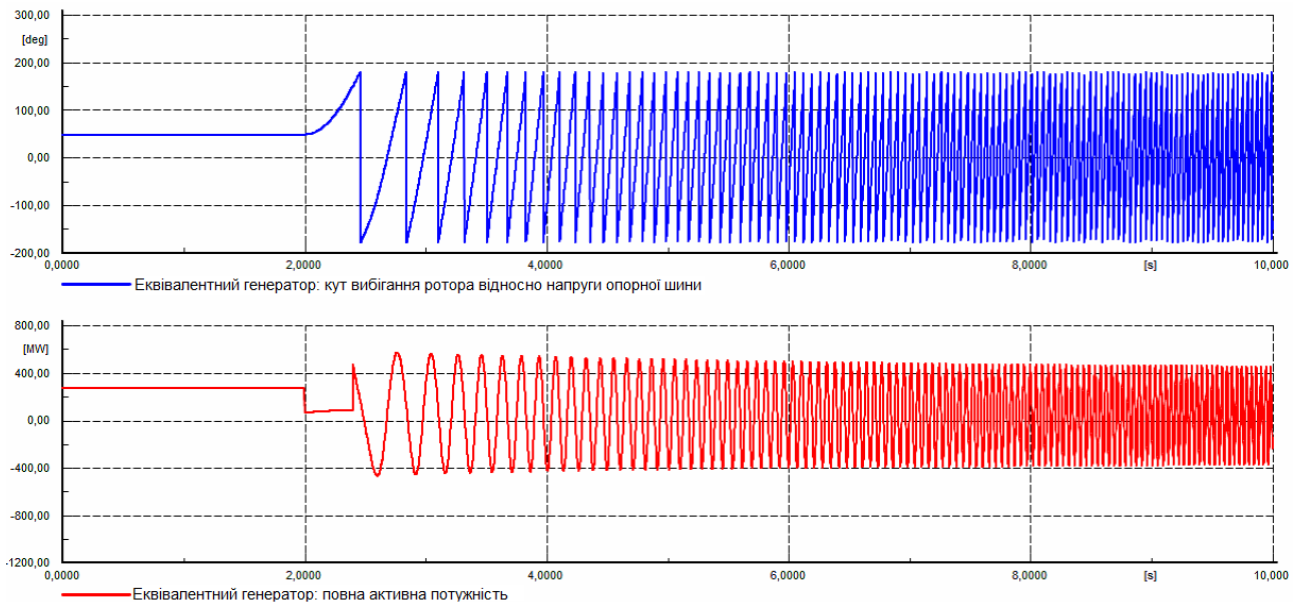 300,00
[deg]
200,00
100,00
0,00
-100,00
-200,00
0,0000 2,0000 4,0000 6,0000 8,0000 [s] 10,000
Еквівалентний генератор: кут вибігання ротора відносно напруги опорної шини
800,00
[MW]
400,00
0,00
-400,00
-800,00
-1200,00
0,0000 2,0000 4,0000 6,0000 8,0000 [s] 10,000
Еквівалентний генератор: повна активна потужність